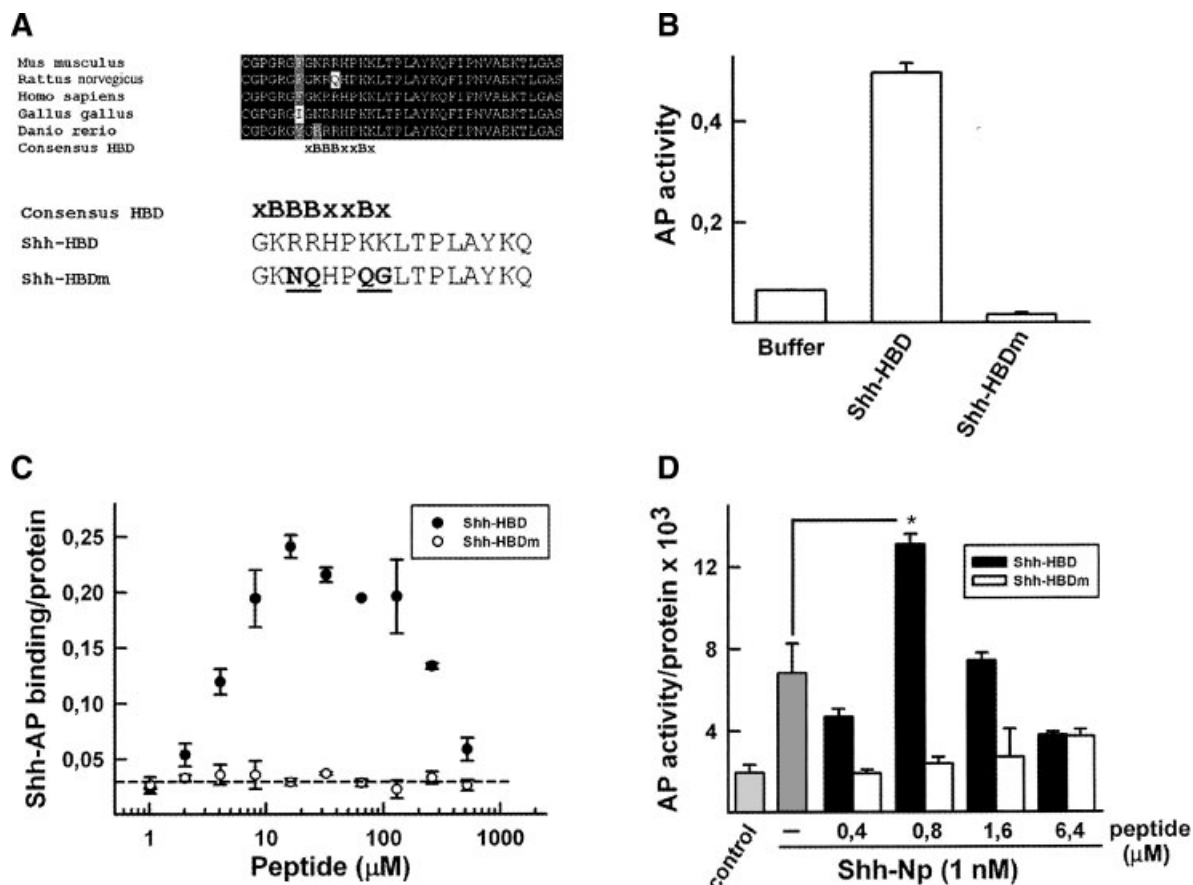 A
Mus musculus CGPGRGFGKRRHPKKLTPLAYKQFIPNVAEKTLGAS
Rattus norvegicus CGPGRGFGKRQHPKKLTPLAYKQFIPNVAEKTLGAS
Homo sapiens CGPGRGFGKRRHPKKLTPLAYKQFIPNVAEKTLGAS
Gallus gallus CGPGRGIGKRRHPKKLTPLAYKQFIPNVAEKTLGAS
Danio rerio
Consensus HBD xBBBxxBx
Consensus HBD xBBBxxBx
Shh-HBD GKRRHPKKLTPLAYKQ
Shh-HBDm GKNQHPQGLTPLAYKQ
B
AP activity
0,4
0,2
Buffer
Shh-HBD
Shh-HBDm
C
Shh-AP binding/protein
0,25
0,20
0,15
0,10
0,05
Shh-HBD
Shh-HBDm
1 10 100 1000
Peptide (μM)
D
AP activity/protein x 10³
12
8
4
*
Shh-HBD
Shh-HBDm
control
– 0,4 0,8 1,6 6,4 peptide
(μM)
Shh-Np (1 nM)